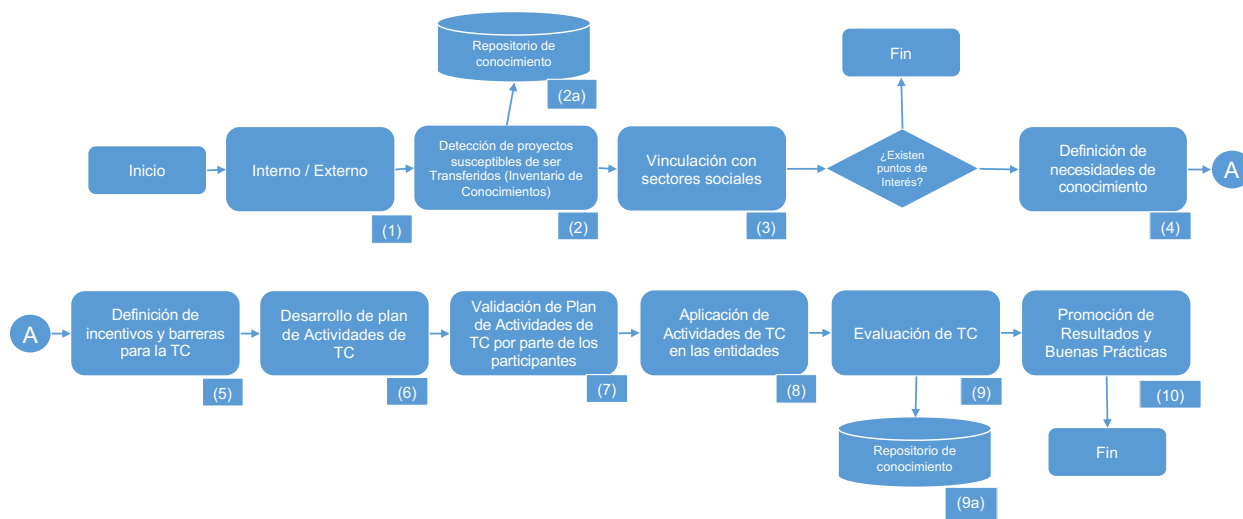 Repositorio de
conocimiento
(2a)
Fin
Inicio
Interno / Externo
(1)
Detección de proyectos
susceptibles de ser
Transferidos (Inventario de
Conocimientos)
(2)
Vinculación con
sectores sociales
(3)
¿Existen
puntos de
Interés?
Definición de
necesidades de
conocimiento
(4)
A
A
Definición de
incentivos y barreras
para la TC
(5)
Desarrollo de plan
de Actividades de
TC
(6)
Validación de Plan
de Actividades de
TC por parte de los
participantes
(7)
Aplicación de
Actividades de TC
en las entidades
(8)
Evaluación de TC
(9)
Promoción de
Resultados y
Buenas Prácticas
(10)
Repositorio de
conocimiento
(9a)
Fin